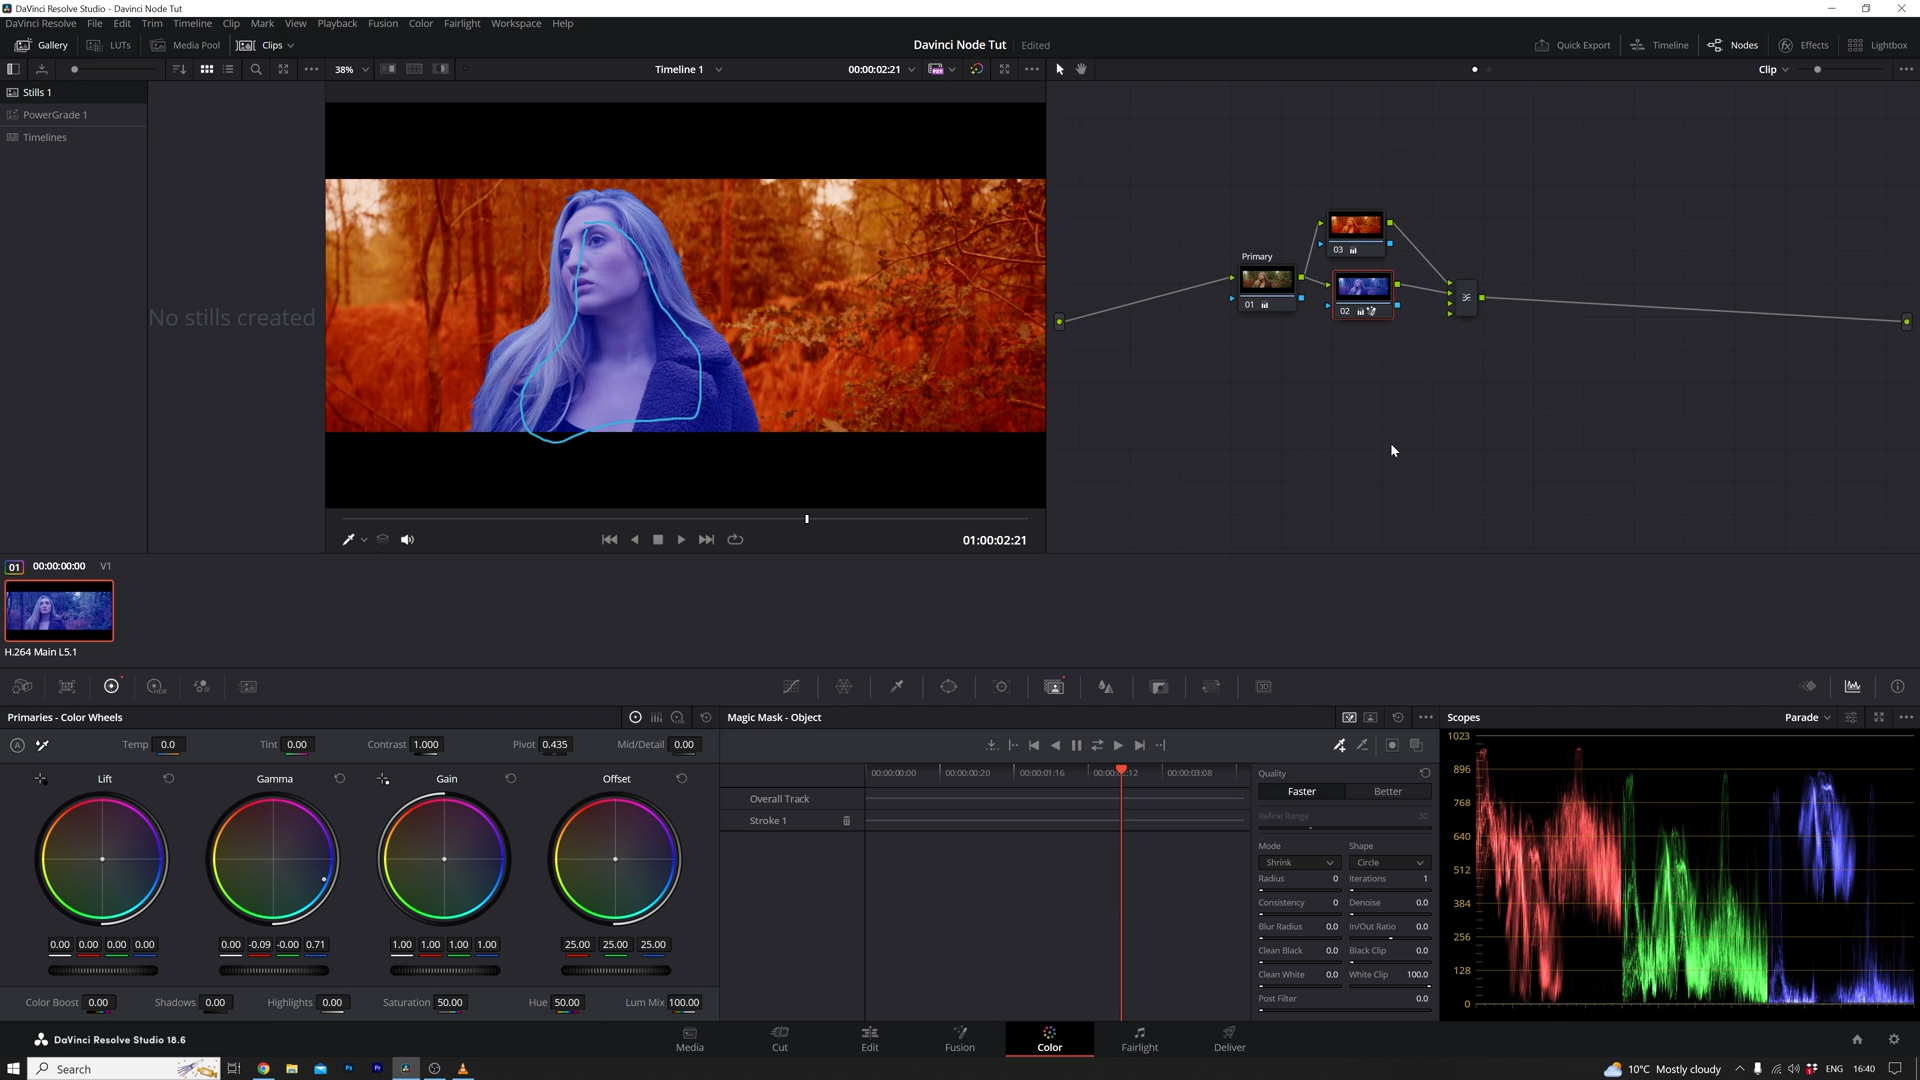 DaVinci Resolve Studio - Davinci Node Tut
DaVinci Resolve File Edit Trim Timeline Clip Mark View Playback Fusion Color Fairlight Workspace Help
Gallery LUTs Media Pool Clips Davinci Node Tut Edited Quick Export Timeline Nodes Effects Lightbox
38% Timeline 1 00:00:02:21 Clip
Stills 1
PowerGrade 1
Timelines
No stills created
03
Primary
01
02
01:00:02:21
01 00:00:00:00 V1
H.264 Main L5.1
Primaries - Color Wheels
Temp 0.0 Tint 0.00 Contrast 1.000 Pivot 0.435 Mid/Detail 0.00
Lift Gamma Gain Offset
0.00 0.00 0.00 0.00 0.00 -0.09 -0.00 0.71 1.00 1.00 1.00 1.00 25.00 25.00 25.00
Color Boost 0.00 Shadows 0.00 Highlights 0.00 Saturation 50.00 Hue 50.00 Lum Mix 100.00
Magic Mask - Object
00:00:00:00 00:00:00:20 00:00:01:16 00:00: :12 00:00:03:08
Overall Track
Stroke 1
Quality
Faster Better
Refine Range 30
Mode Shape
Shrink Circle
Radius 0 Iterations 1
Consistency 0 Denoise 0.0
Blur Radius 0.0 In/Out Ratio 0.0
Clean Black 0.0 Black Clip 0.0
Clean White 0.0 White Clip 100.0
Post Filter 0.0
Scopes Parade
1023
896
768
640
512
384
256
128
0
DaVinci Resolve Studio 18.6
Media Cut Edit Fusion Color Fairlight Deliver
Search 10°C Mostly cloudy ENG 16:40